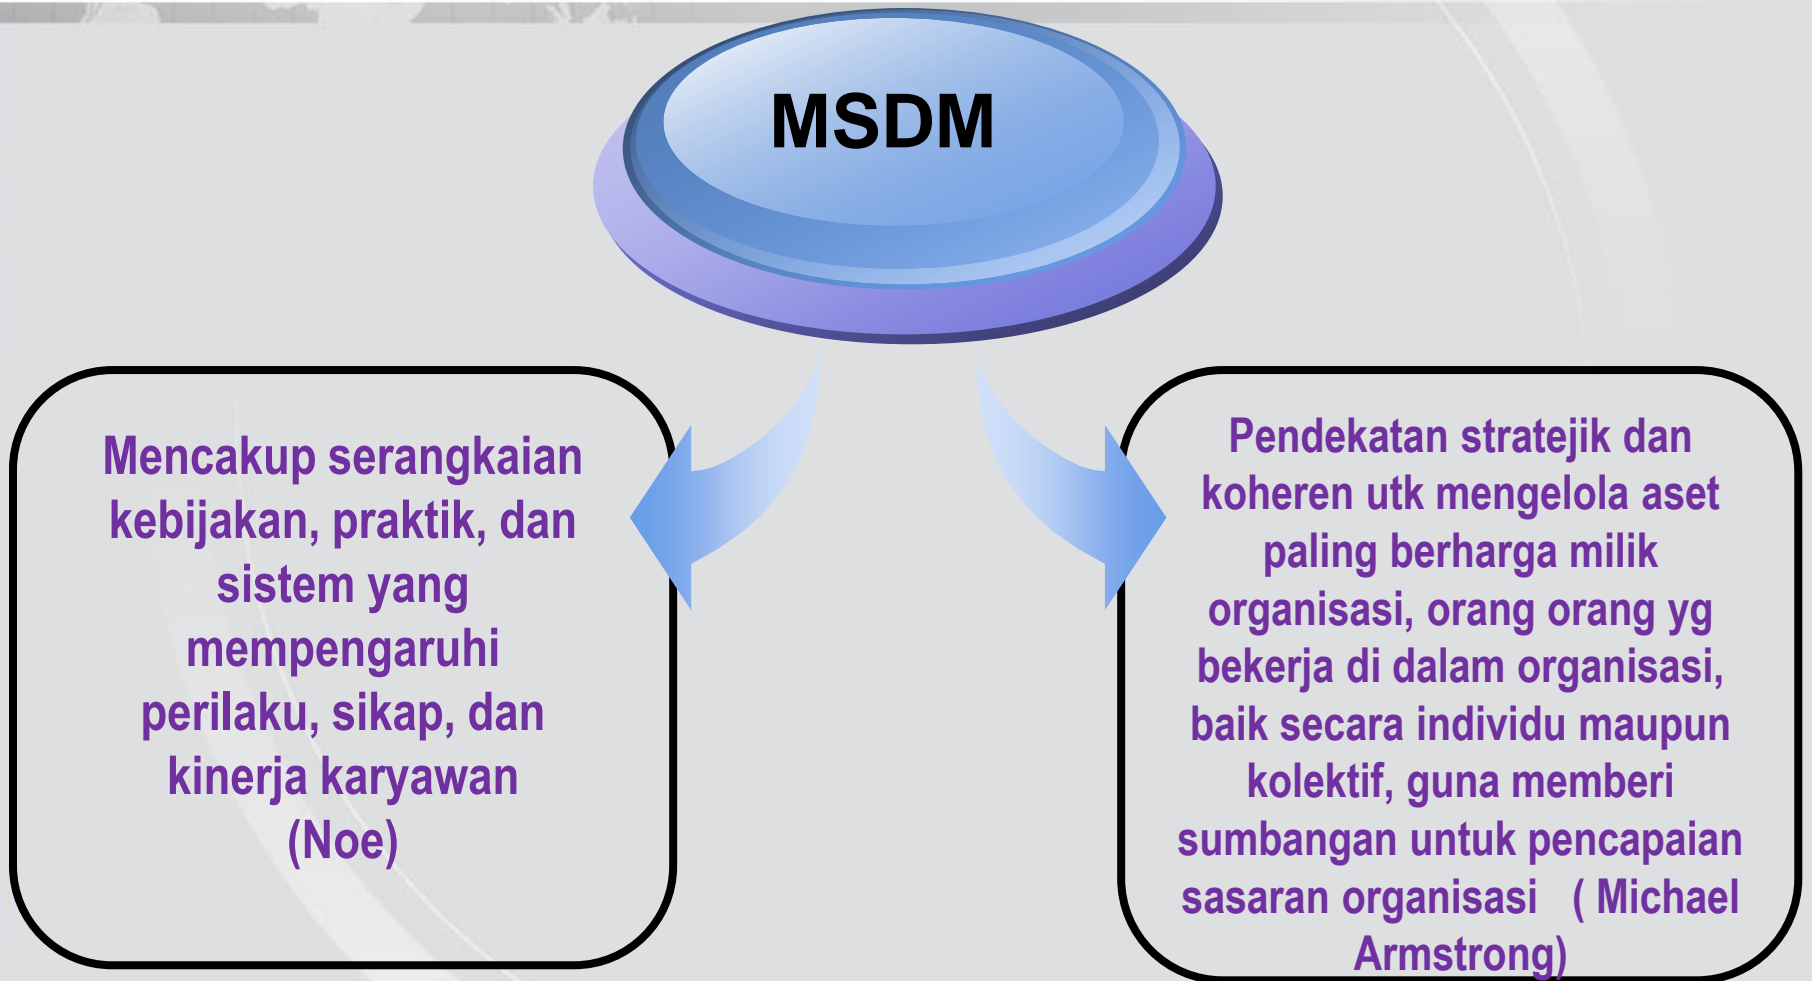 MSDM
Mencakup serangkaian
kebijakan, praktik, dan
sistem yang
mempengaruhi
perilaku, sikap, dan
kinerja karyawan
(Noe)
Pendekatan stratejik dan
koheren utk mengelola aset
paling berharga milik
organisasi, orang orang yg
bekerja di dalam organisasi,
baik secara individu maupun
kolektif, guna memberi
sumbangan untuk pencapaian
sasaran organisasi ( Michael
Armstrong)